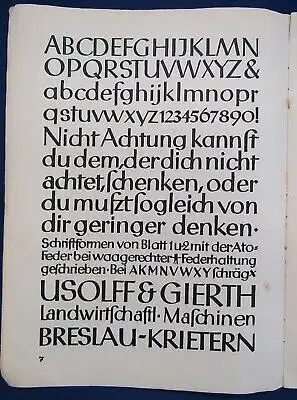 ABCDEFGHIJKLMN
OPQRSTUVWXYZ&
abcdefghijklmnop
qrstuvwxyz1234567890!
Nicht Achtung kannſt
du dem, der dich nicht
achtet, ſchenken, oder
du mußt ſogleich von
dir geringer denken·
Schriftformen von Blatt 1u2 mit der Ato-
Feder bei waagerechter Federhaltung
geschrieben· Bei AKMNVWXY schräg
USOLFF & GIERTH
Landwirtſchaftl· Maſchinen
BRESLAU-KRIETERN
7